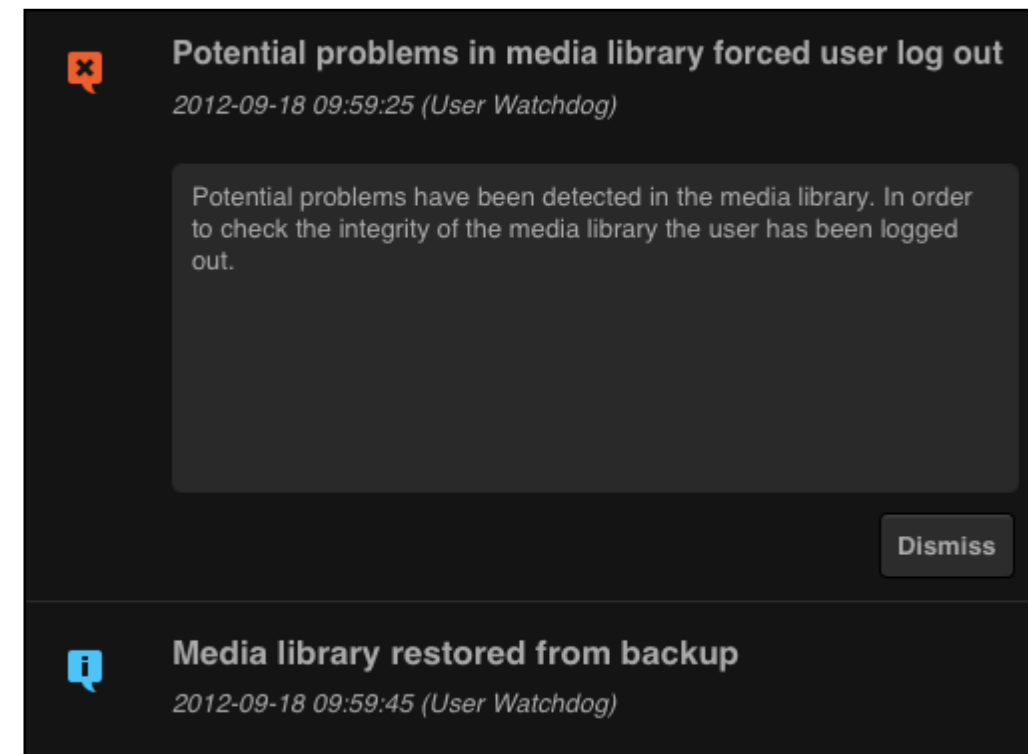 Potential problems in media library forced user log out
2012-09-18 09:59:25 (User Watchdog)
Potential problems have been detected in the media library. In order
to check the integrity of the media library the user has been logged
out.
Dismiss
Media library restored from backup
2012-09-18 09:59:45 (User Watchdog)